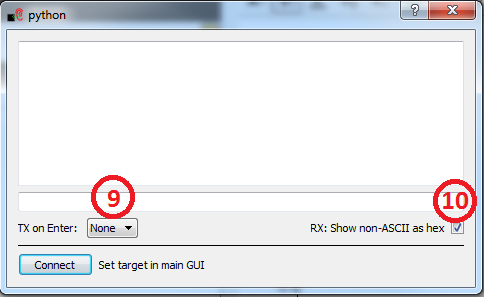 python
9
10
TX on Enter: None RX: Show non-ASCII as hex
Connect Set target in main GUI